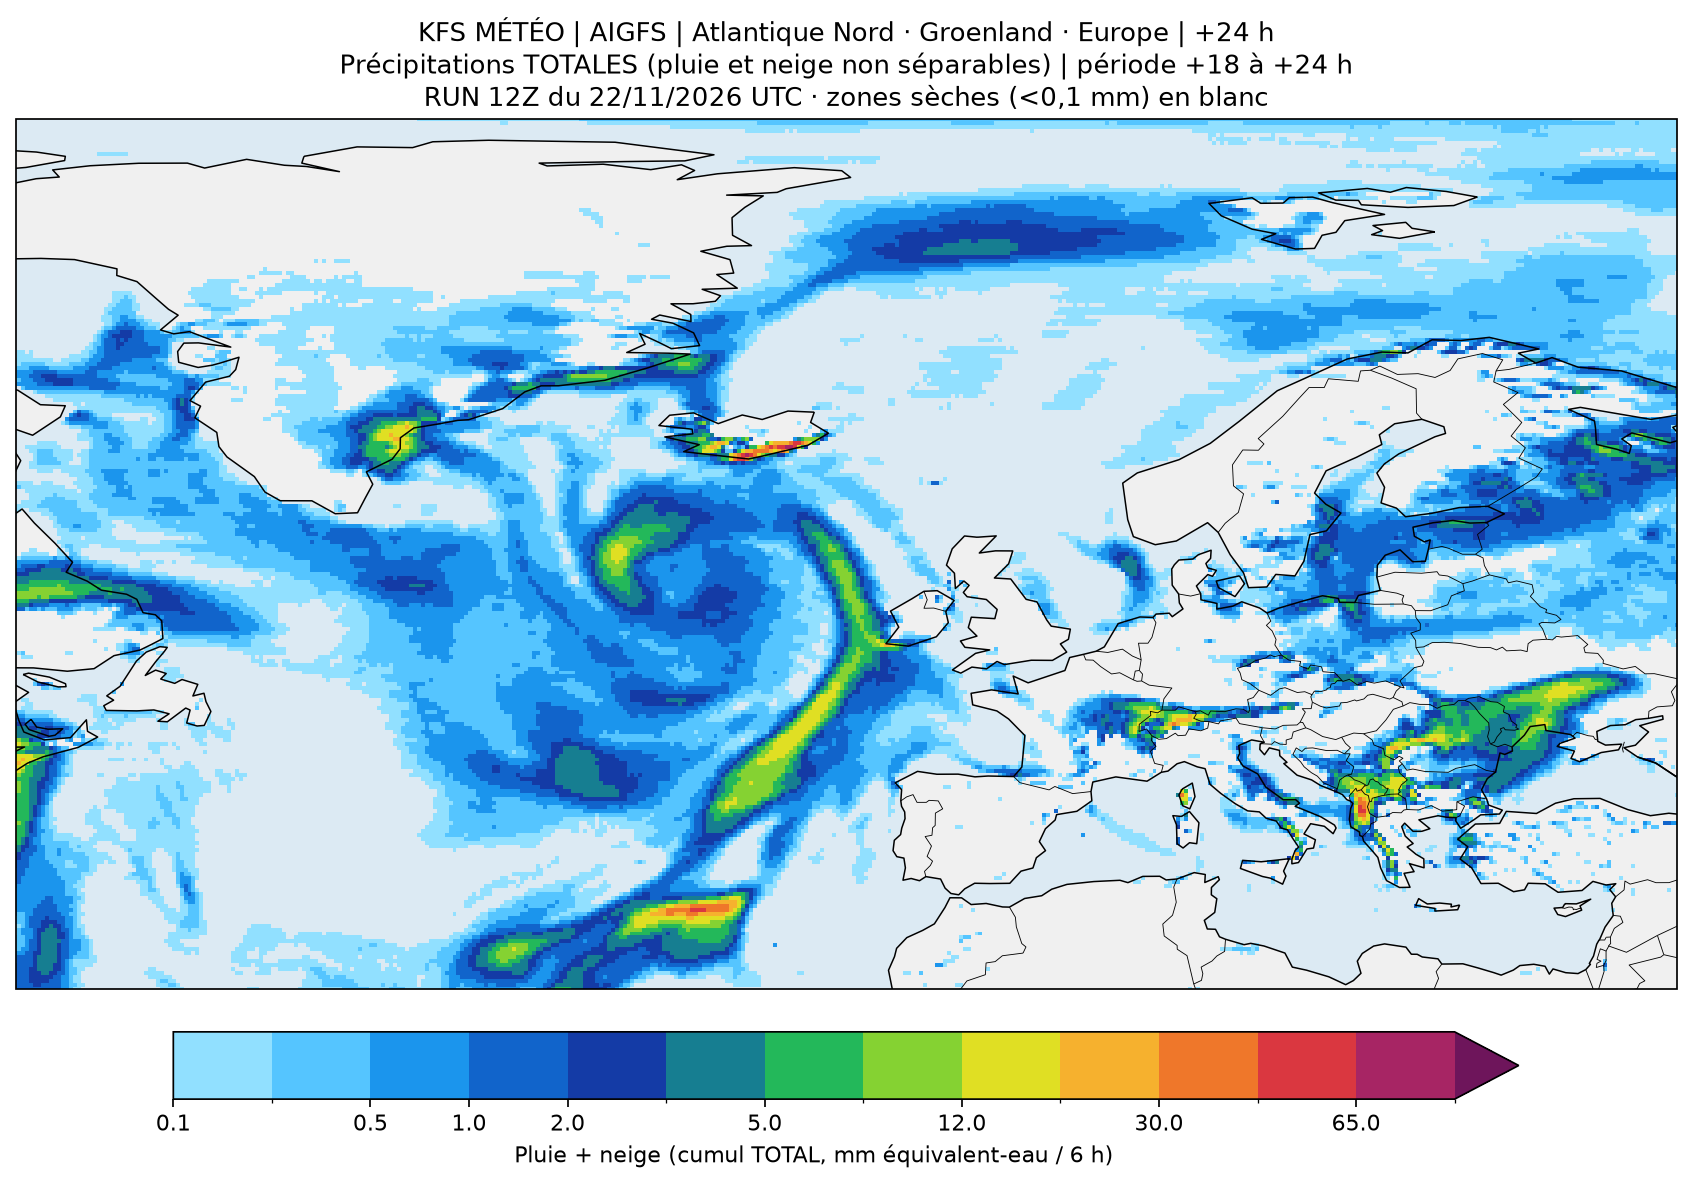 KFS MÉTÉO | AIGFS | Atlantique Nord · Groenland · Europe | +24 h
Précipitations TOTALES (pluie et neige non séparables) | période +18 à +24 h
RUN 12Z du 22/11/2026 UTC · zones sèches (<0,1 mm) en blanc
0.1 0.5 1.0 2.0 5.0 12.0 30.0 65.0
Pluie + neige (cumul TOTAL, mm équivalent-eau / 6 h)